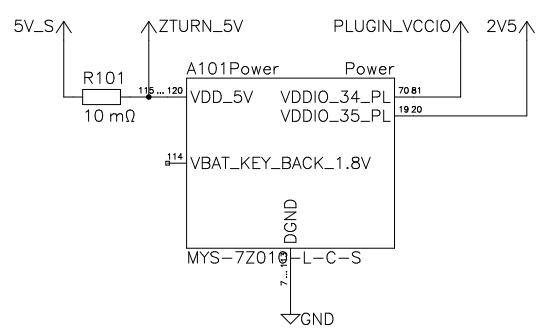 5V_S ZTURN_5V PLUGIN_VCCIO 2V5
R101 A101Power Power
115 ... 120 VDD_5V VDDIO_34_PL 70 81
10 mΩ VDDIO_35_PL 19 20
114 VBAT_KEY_BACK_1.8V
DGND
MYS-7Z010-L-C-S
7 ...
GND